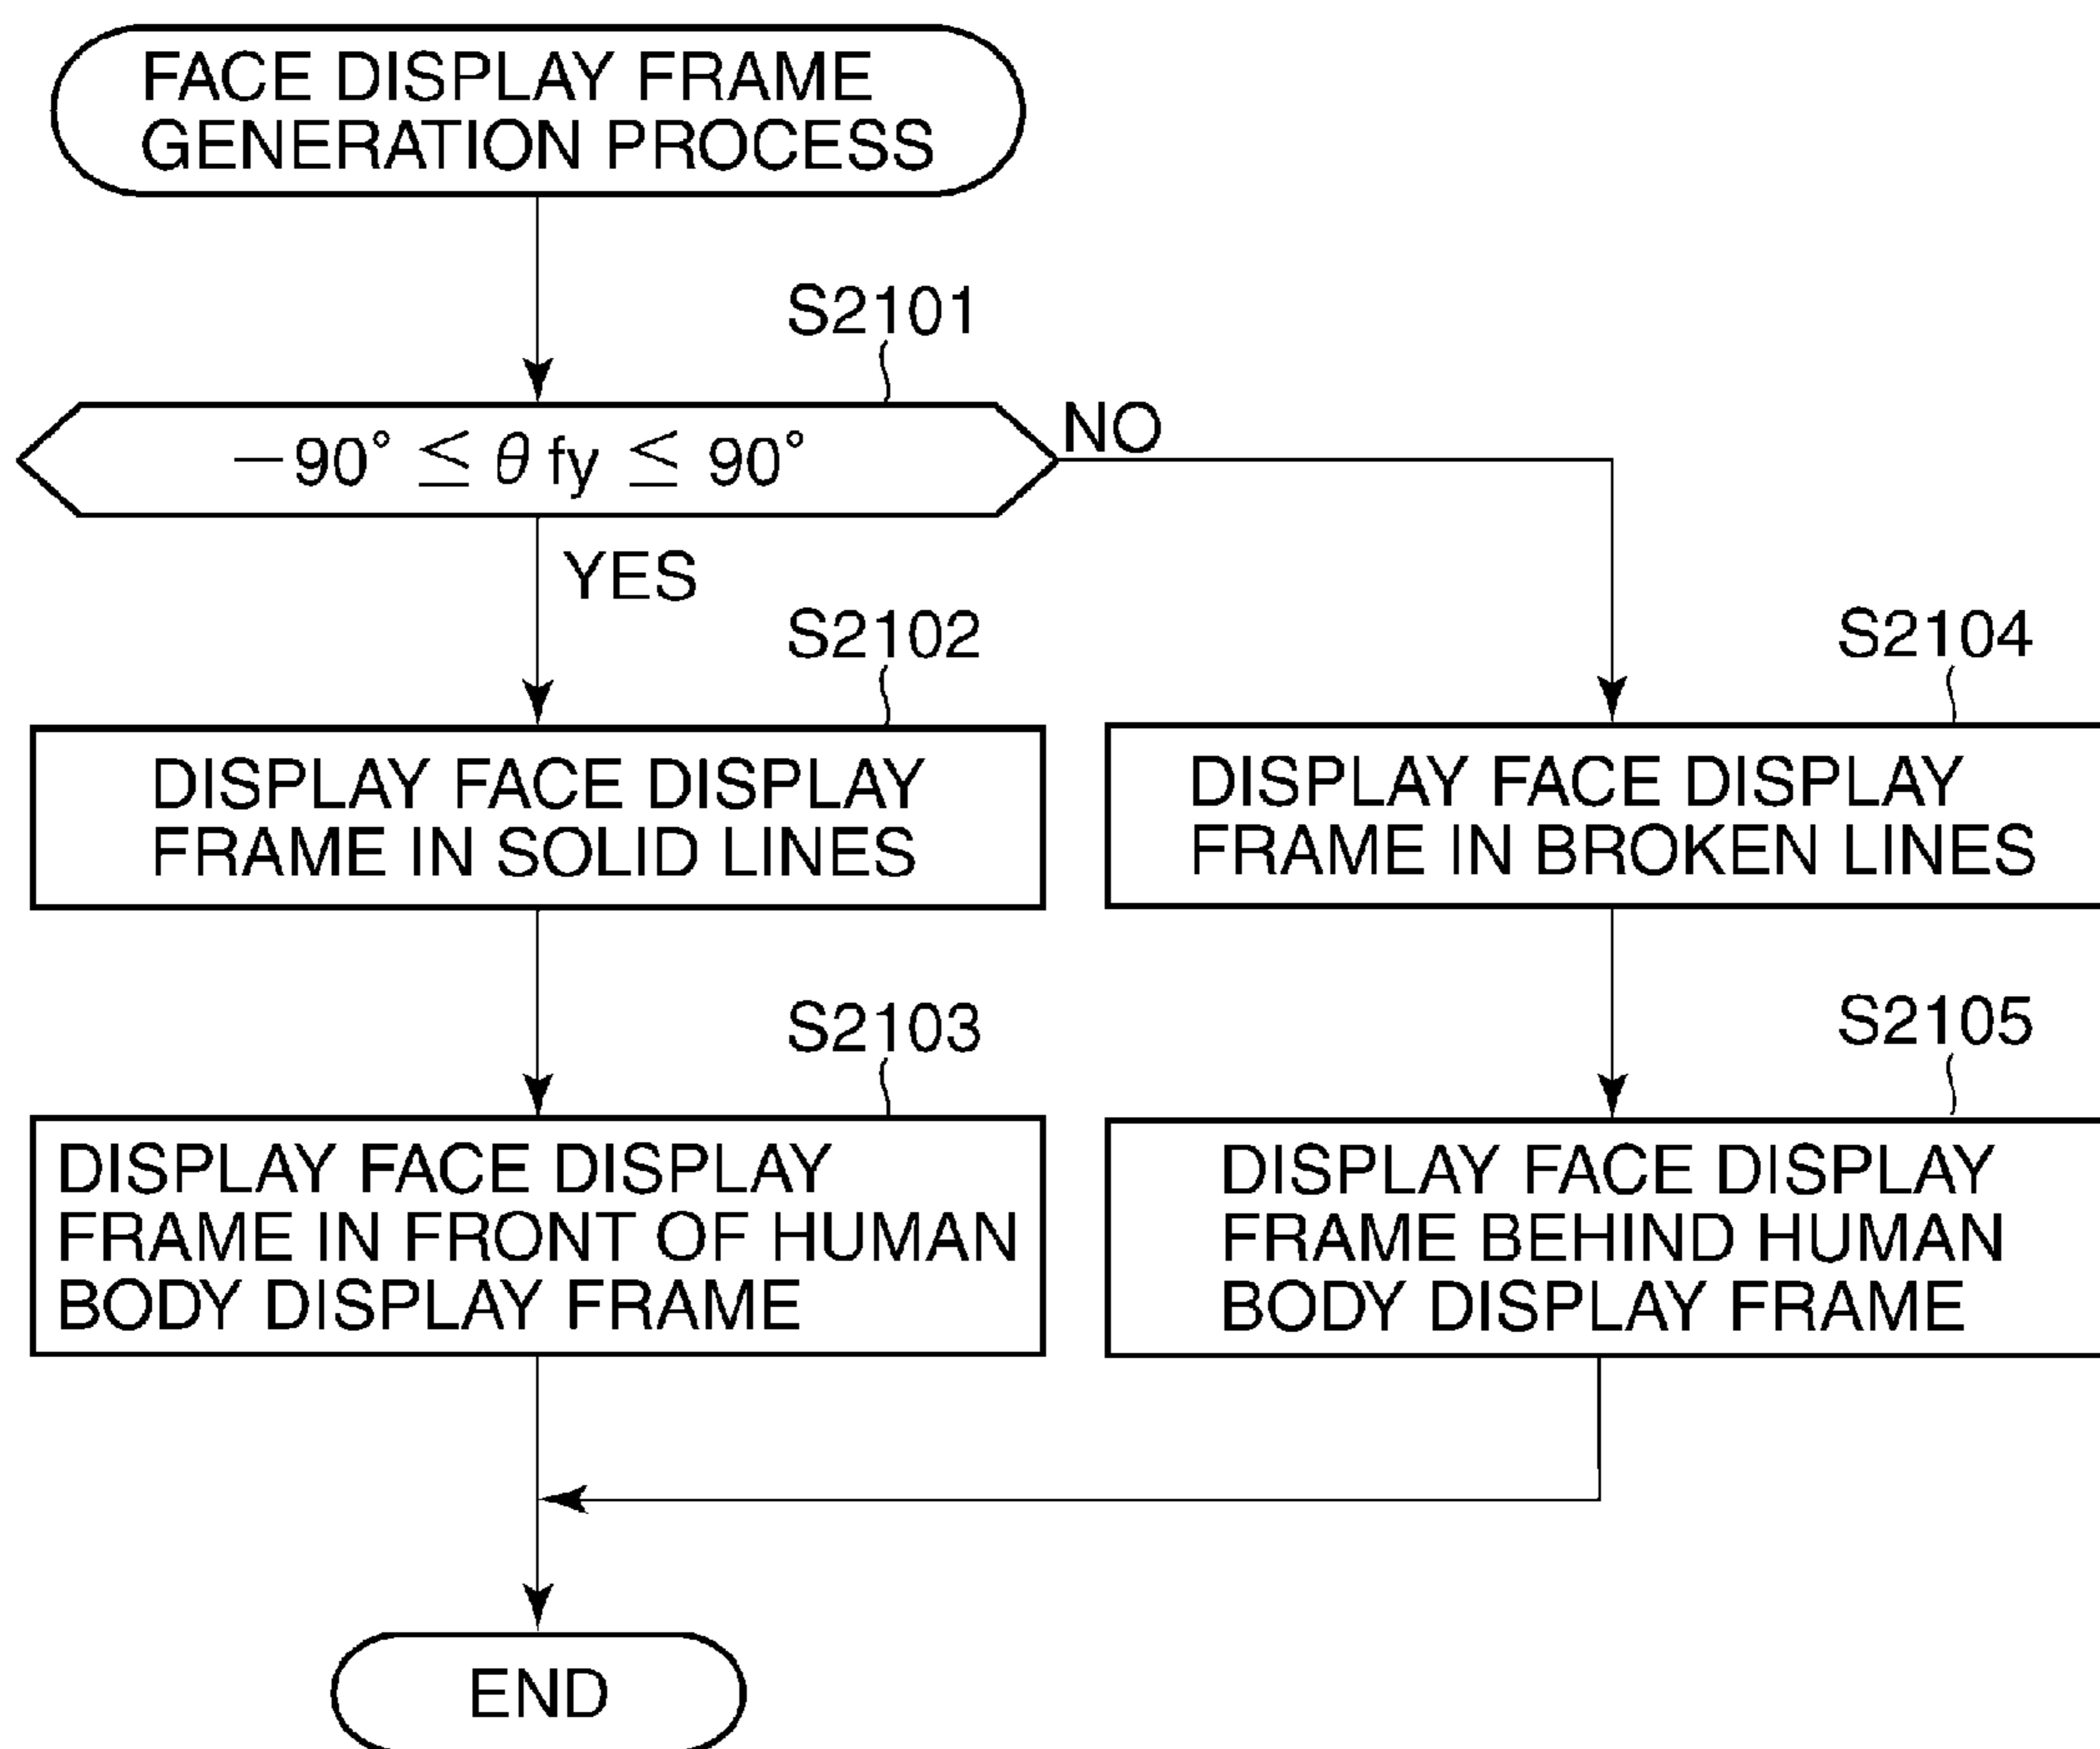 FACE DISPLAY FRAME
GENERATION PROCESS
S2101
−90° ≤ θ fy ≤ 90°
NO
YES
S2102
DISPLAY FACE DISPLAY
FRAME IN SOLID LINES
S2104
DISPLAY FACE DISPLAY
FRAME IN BROKEN LINES
S2103
DISPLAY FACE DISPLAY
FRAME IN FRONT OF HUMAN
BODY DISPLAY FRAME
S2105
DISPLAY FACE DISPLAY
FRAME BEHIND HUMAN
BODY DISPLAY FRAME
END